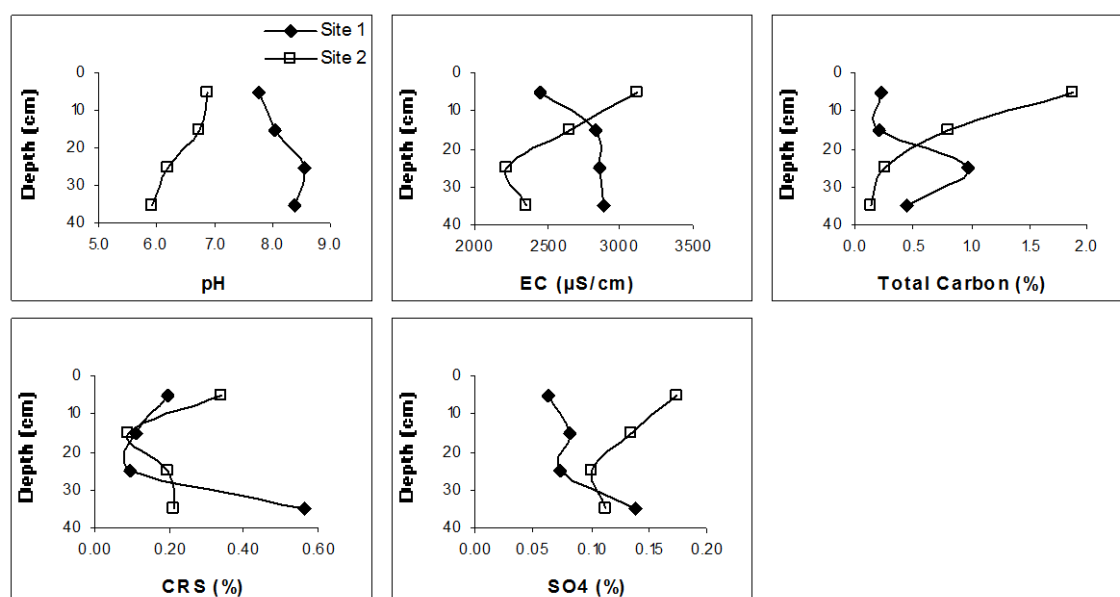 Site 1
Site 2
Depth (cm)
0
10
20
30
40
5.0 6.0 7.0 8.0 9.0
pH
Depth (cm)
0
10
20
30
40
2000 2500 3000 3500
EC (µS/cm)
Depth (cm)
0
10
20
30
40
0.0 0.5 1.0 1.5 2.0
Total Carbon (%)
Depth (cm)
0
10
20
30
40
0.00 0.20 0.40 0.60
CRS (%)
Depth (cm)
0
10
20
30
40
0.00 0.05 0.10 0.15 0.20
SO4 (%)